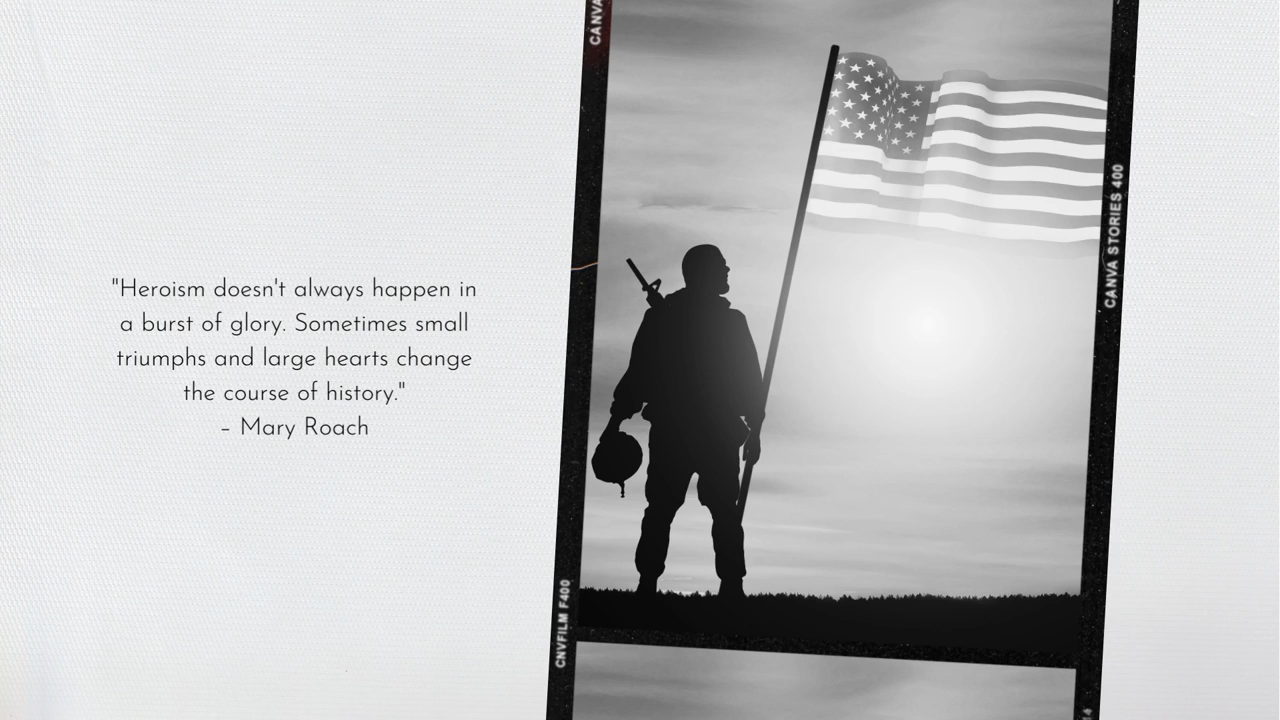 "Heroism doesn't always happen in
a burst of glory. Sometimes small
triumphs and large hearts change
the course of history."
– Mary Roach
CANVA
CANVA STORIES 400
CNVFILM F400
14